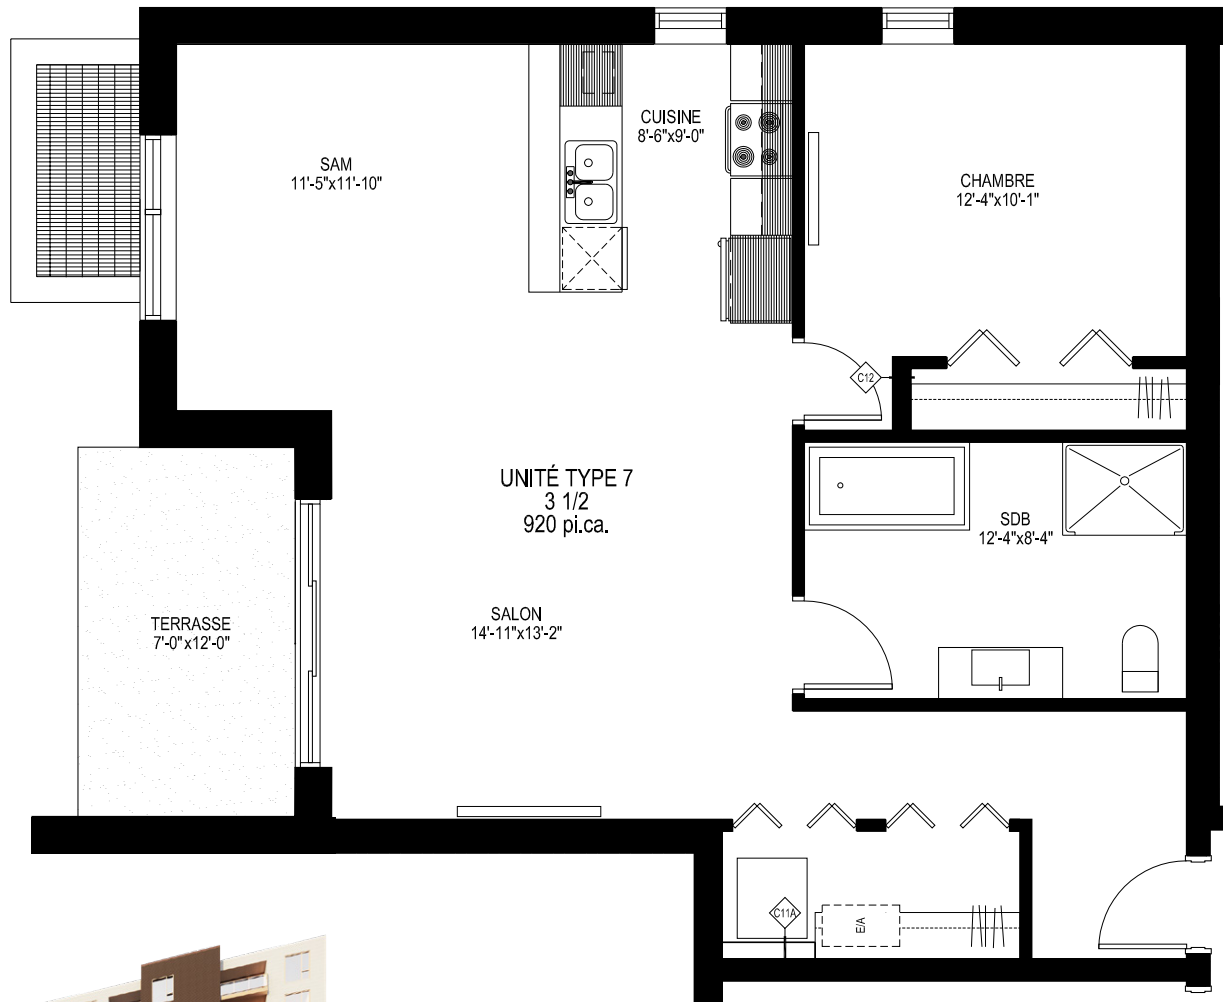 CUISINE
8'-6"x9'-0"
SAM
11'-5"x11'-10"
CHAMBRE
12'-4"x10'-1"
C12
UNITÉ TYPE 7
3 1/2
920 pi.ca.
SDB
12'-4"x8'-4"
SALON
14'-11"x13'-2"
TERRASSE
7'-0"x12'-0"
C11A
E/A